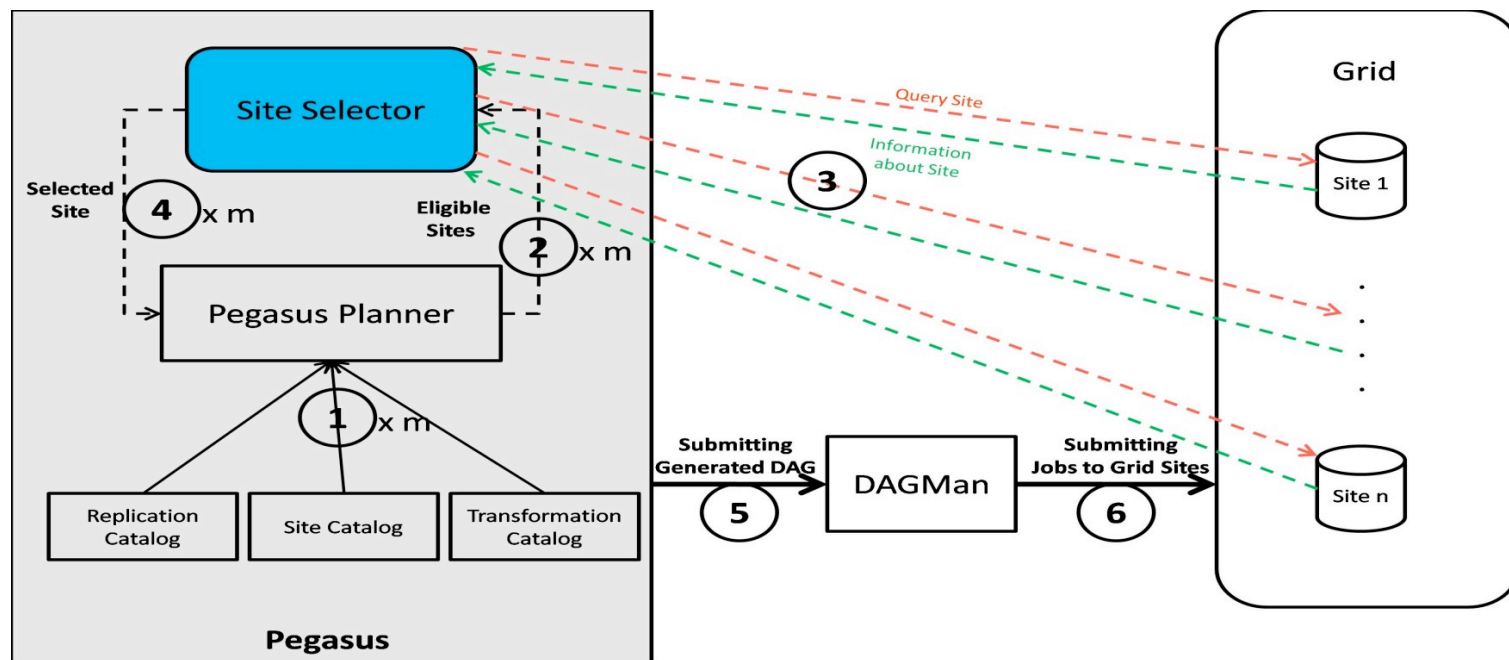 Grid
Site Selector
Query Site
Information
about Site
Site 1
Selected
Site
4 x m
Eligible
Sites
2 x m
3
Pegasus Planner
1 x m
Submitting
Generated DAG
5
DAGMan
Submitting
Jobs to Grid Sites
6
Site n
Replication
Catalog
Site Catalog
Transformation
Catalog
Pegasus